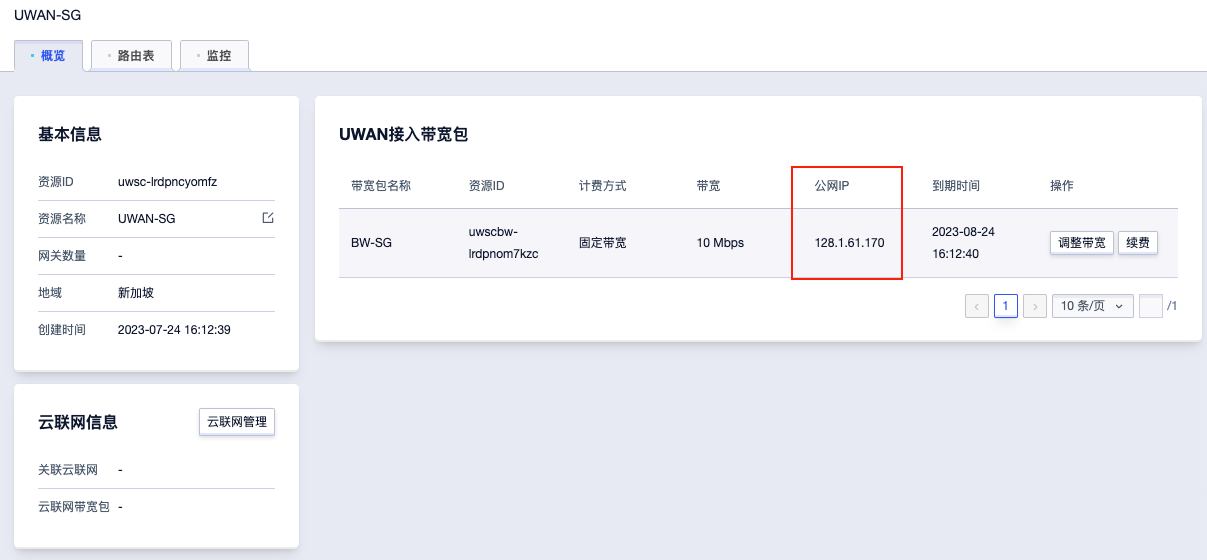 UWAN-SG
概览 路由表 监控
基本信息
资源ID uwsc-lrdpncyomfz
资源名称 UWAN-SG
网关数量 -
地域 新加坡
创建时间 2023-07-24 16:12:39
云联网信息 云联网管理
关联云联网 -
云联网带宽包 -
UWAN接入带宽包
带宽包名称 资源ID 计费方式 带宽 公网IP 到期时间 操作
BW-SG uwscbw-lrdpnom7kzc 固定带宽 10 Mbps 128.1.61.170 2023-08-24 16:12:40 调整带宽 续费
1 10 条/页 /1